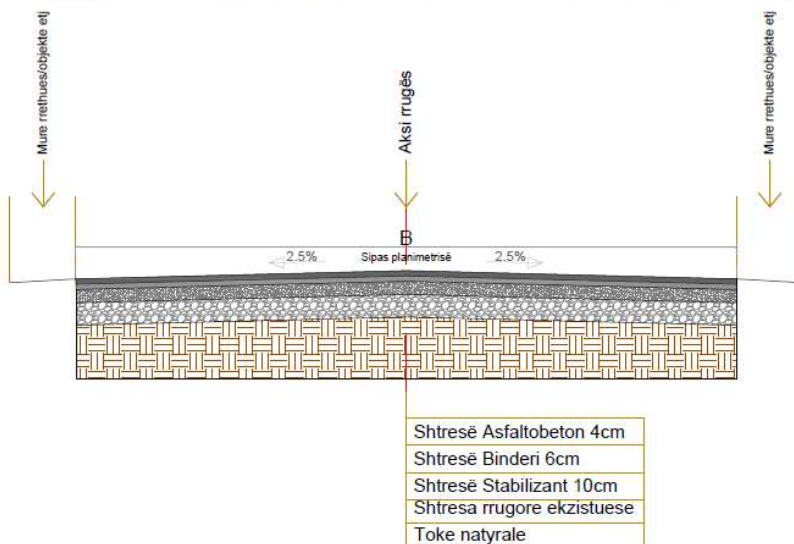 Mure rrethues/objekte etj
Aksi rrugës
Mure rrethues/objekte etj
B
2.5%
Sipas planimetrisë
2.5%
Shtresë Asfaltobeton 4cm
Shtresë Binderi 6cm
Shtresë Stabilizant 10cm
Shtresa rrugore ekzistuese
Toke natyrale